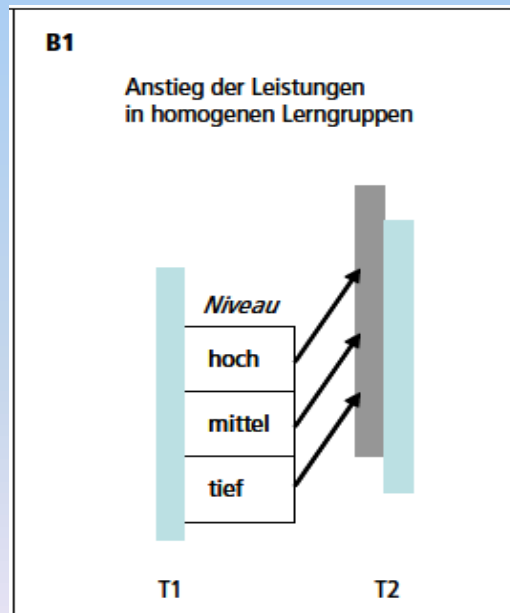 B1
Anstieg der Leistungen
in homogenen Lerngruppen
Niveau
hoch
mittel
tief
T1 T2